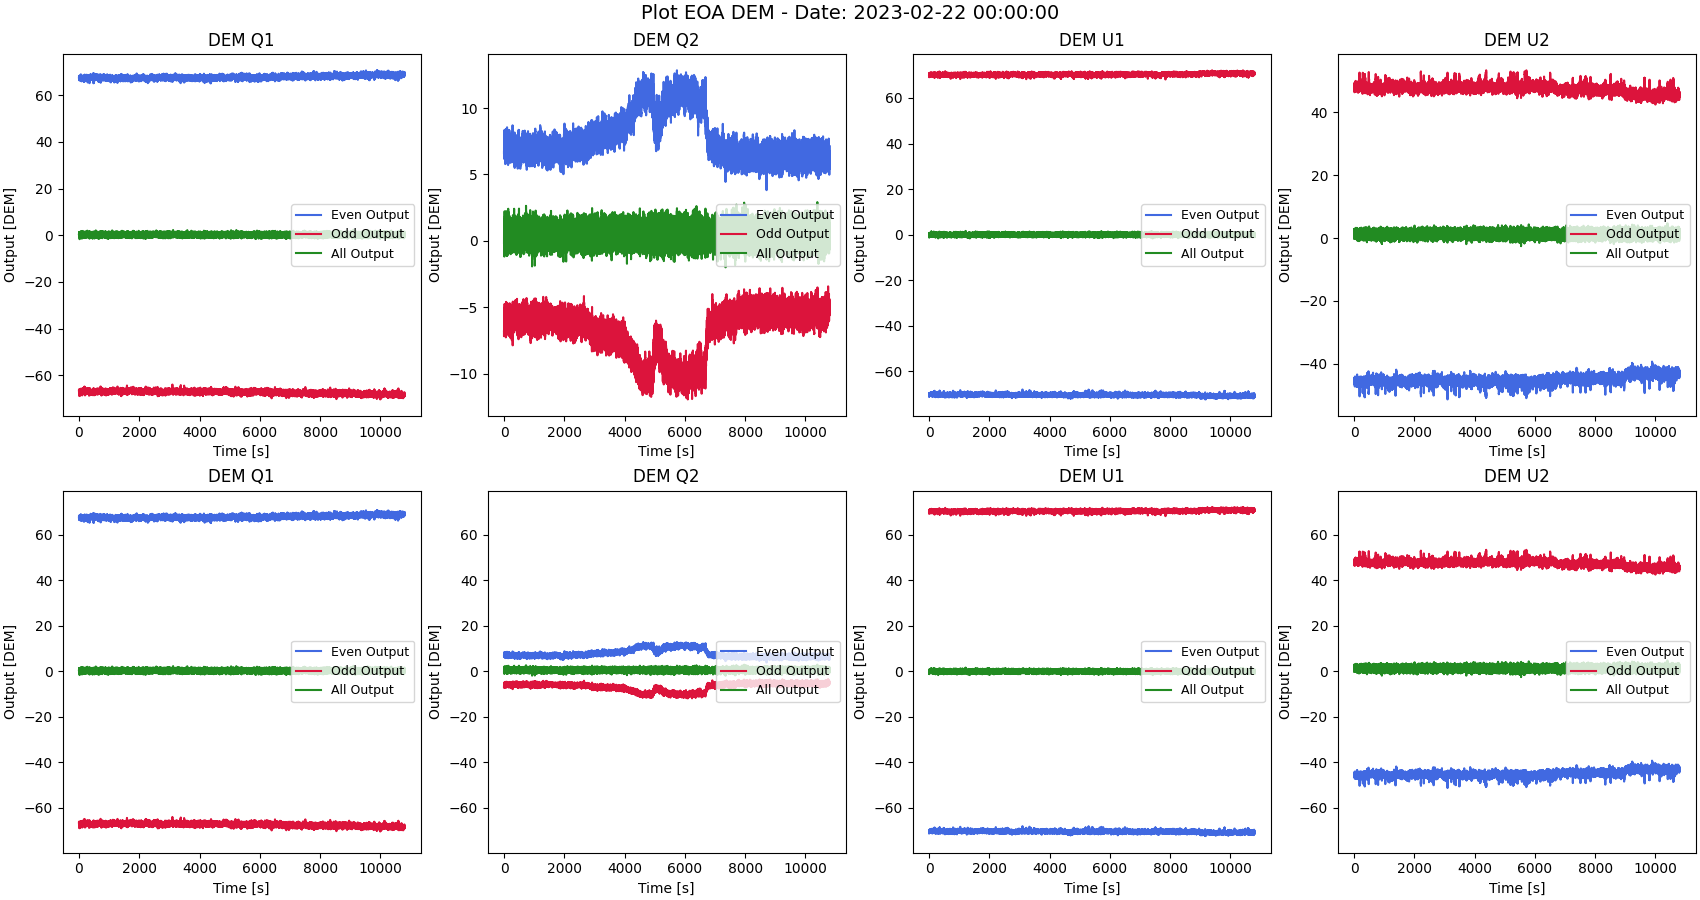 Plot EOA DEM - Date: 2023-02-22 00:00:00
DEM Q1
DEM Q2
DEM U1
DEM U2
Output [DEM]
60
40
20
0
−20
−40
−60
Even Output
Odd Output
All Output
0 2000 4000 6000 8000 10000
Time [s]
Output [DEM]
10
5
0
−5
−10
Even Output
Odd Output
All Output
0 2000 4000 6000 8000 10000
Time [s]
Output [DEM]
60
40
20
0
−20
−40
−60
Even Output
Odd Output
All Output
0 2000 4000 6000 8000 10000
Time [s]
Output [DEM]
40
20
0
−20
−40
Even Output
Odd Output
All Output
0 2000 4000 6000 8000 10000
Time [s]
DEM Q1
DEM Q2
DEM U1
DEM U2
Output [DEM]
60
40
20
0
−20
−40
−60
Even Output
Odd Output
All Output
0 2000 4000 6000 8000 10000
Time [s]
Output [DEM]
60
40
20
0
−20
−40
−60
Even Output
Odd Output
All Output
0 2000 4000 6000 8000 10000
Time [s]
Output [DEM]
60
40
20
0
−20
−40
−60
Even Output
Odd Output
All Output
0 2000 4000 6000 8000 10000
Time [s]
Output [DEM]
60
40
20
0
−20
−40
−60
Even Output
Odd Output
All Output
0 2000 4000 6000 8000 10000
Time [s]